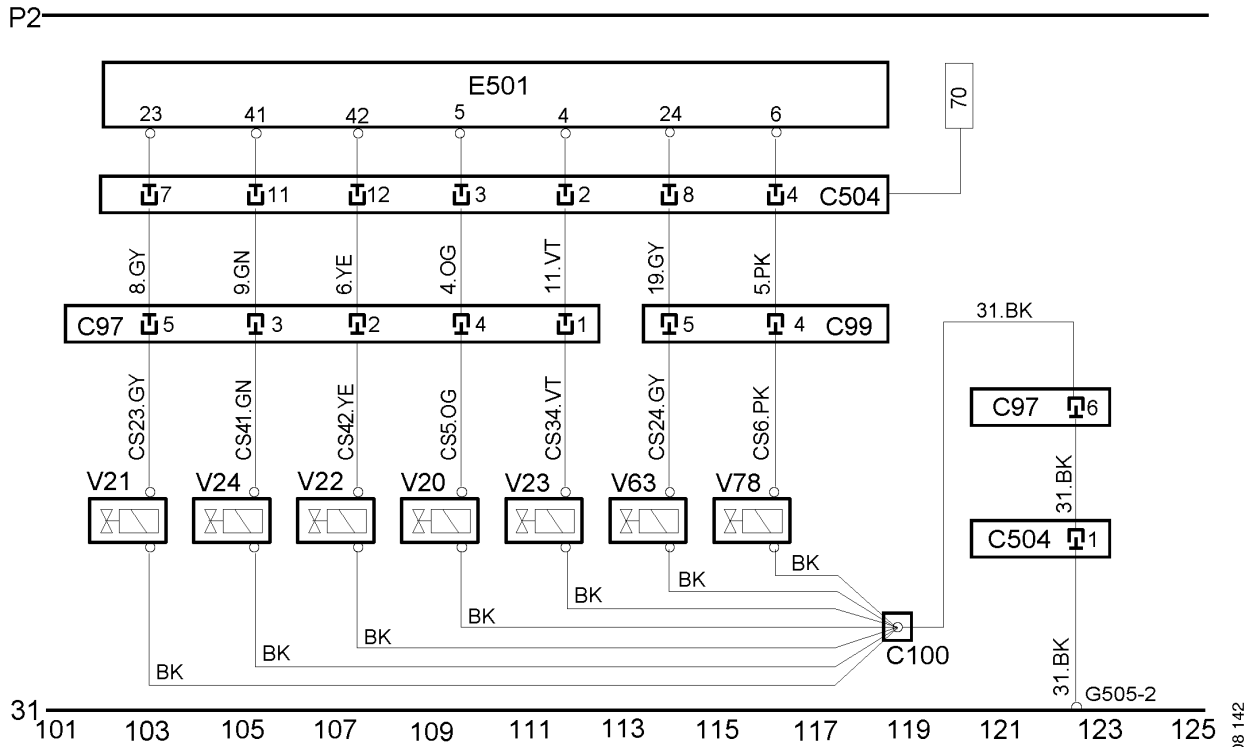 P2
E501
23 41 42 5 4 24 6
70
7 11 12 3 2 8 4 C504
8.GY 9.GN 6.YE 4.OG 11.VT 19.GY 5.PK
31.BK
C97 5 3 2 4 1 5 4 C99
C97 6
CS23.GY CS41.GN CS42.YE CS5.OG CS34.VT CS24.GY CS6.PK
31.BK
V21 V24 V22 V20 V23 V63 V78
C504 1
BK
BK
BK
BK
BK
BK
BK
C100
31.BK
G505-2
31
101 103 105 107 109 111 113 115 117 119 121 123 125